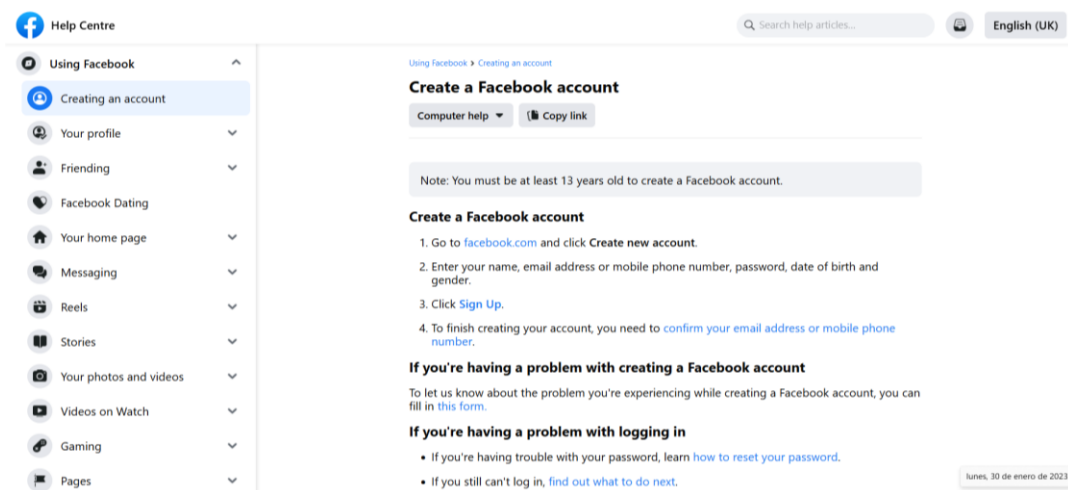 Help Centre
Search help articles...
English (UK)
Using Facebook
Creating an account
Your profile
Friending
Facebook Dating
Your home page
Messaging
Reels
Stories
Your photos and videos
Videos on Watch
Gaming
Pages
Using Facebook › Creating an account
Create a Facebook account
Computer help
Copy link
Note: You must be at least 13 years old to create a Facebook account.
Create a Facebook account
1. Go to facebook.com and click Create new account.
2. Enter your name, email address or mobile phone number, password, date of birth and
gender.
3. Click Sign Up.
4. To finish creating your account, you need to confirm your email address or mobile phone
number.
If you're having a problem with creating a Facebook account
To let us know about the problem you're experiencing while creating a Facebook account, you can
fill in this form.
If you're having a problem with logging in
• If you're having trouble with your password, learn how to reset your password.
• If you still can't log in, find out what to do next.
lunes, 30 de enero de 2023